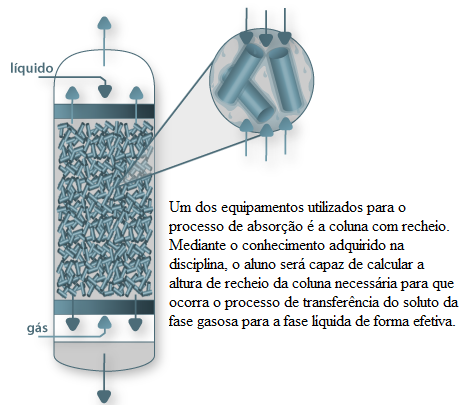 líquido
Um dos equipamentos utilizados para o
processo de absorção é a coluna com recheio.
Mediante o conhecimento adquirido na
disciplina, o aluno será capaz de calcular a
altura de recheio da coluna necessária para que
ocorra o processo de transferência do soluto da
fase gasosa para a fase líquida de forma efetiva.
gás